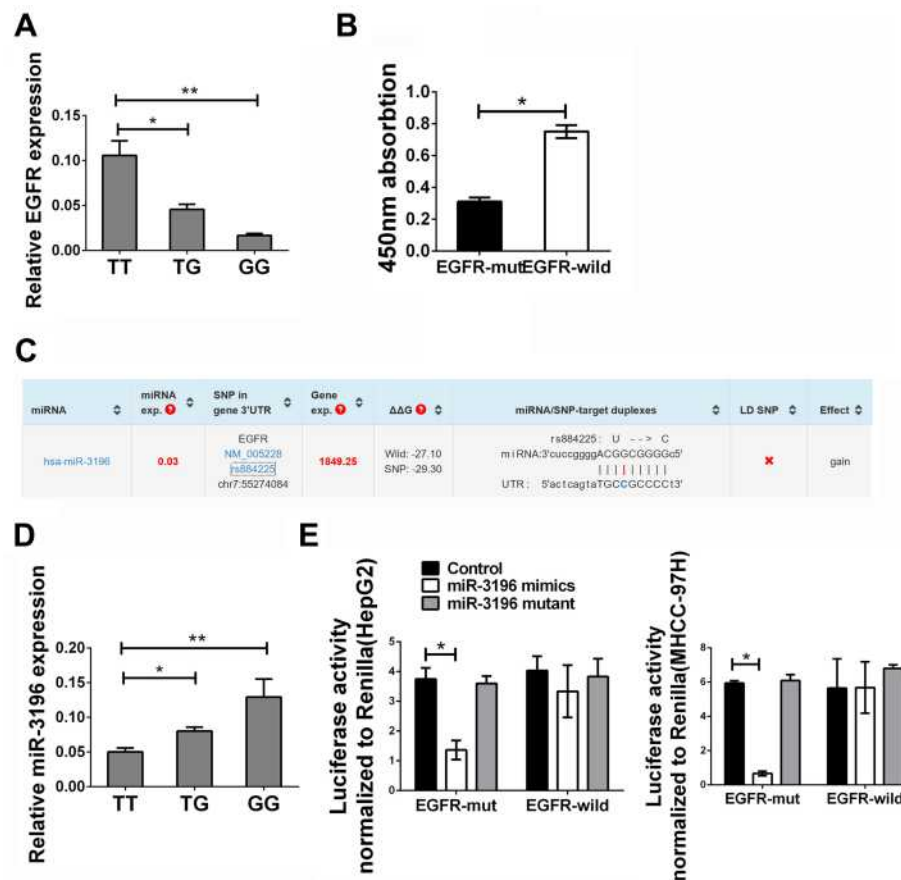 A
Relative EGFR expression
**
*
0.15
0.10
0.05
0.00
TT TG GG
B
450nm absorbtion
*
1.0
0.8
0.6
0.4
0.2
0.0
EGFR-mut EGFR-wild
C
miRNA
miRNA exp. ?
SNP in gene 3'UTR
Gene exp. ?
ΔΔG ?
miRNA/SNP-target duplexes
LD SNP
Effect
hsa-miR-3196
0.03
EGFR
NM_005228
rs884225
chr7:55274084
1849.25
Wild: -27.10
SNP: -29.30
rs884225: U --> C
miRNA:3'cuccggggACGGCGGGGc5'
UTR: 5'actcagtaTGCCGCCCCt3'
gain
D
Relative miR-3196 expression
**
*
0.20
0.15
0.10
0.05
0.00
TT TG GG
E
Luciferase activity
normalized to Renilla(HepG2)
Control
miR-3196 mimics
miR-3196 mutant
*
5
4
3
2
1
0
EGFR-mut EGFR-wild
Luciferase activity
normalized to Renilla(MHCC-97H)
*
8
6
4
2
0
EGFR-mut EGFR-wild